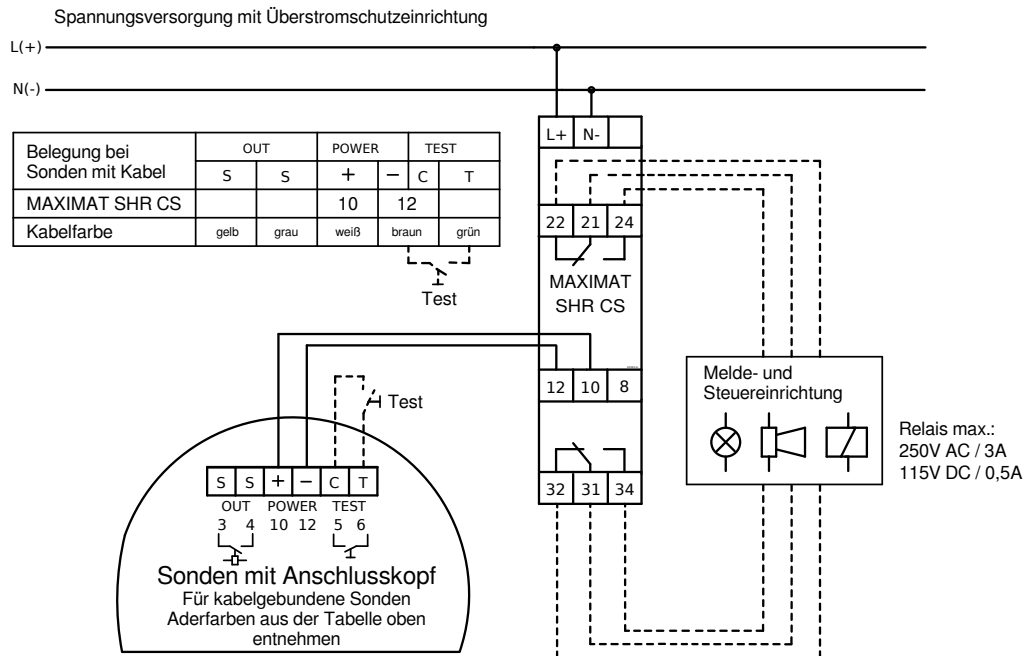 Spannungsversorgung mit Überstromschutzeinrichtung
L(+)
N(-)
Belegung bei
Sonden mit Kabel
OUT POWER TEST
S S + − C T
MAXIMAT SHR CS 10 12
Kabelfarbe gelb grau weiß braun grün
Test
L+ N-
22 21 24
MAXIMAT
SHR CS
12 10 8
32 31 34
Melde- und
Steuereinrichtung
Relais max.:
250V AC / 3A
115V DC / 0,5A
Test
S S + − C T
OUT POWER TEST
3 4 10 12 5 6
Sonden mit Anschlusskopf
Für kabelgebundene Sonden
Aderfarben aus der Tabelle oben
entnehmen